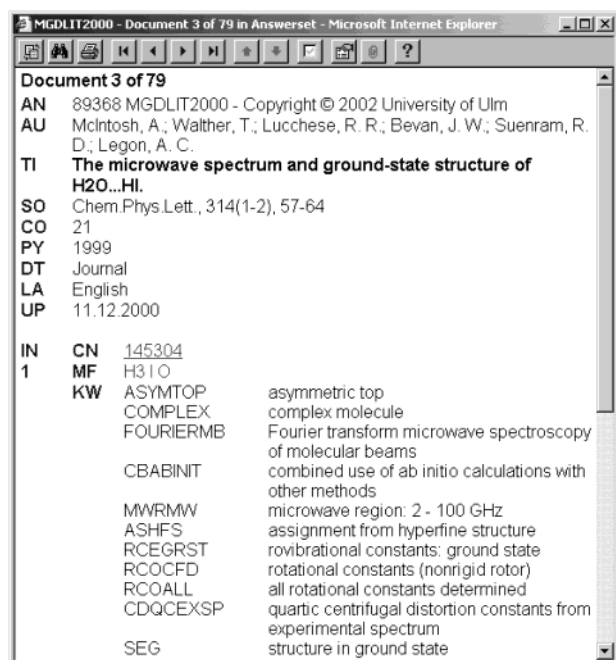 MGDLIT2000 - Document 3 of 79 in Answerset - Microsoft Internet Explorer
Document 3 of 79
AN 89368 MGDLIT2000 - Copyright © 2002 University of Ulm
AU McIntosh, A.; Walther, T.; Lucchese, R. R.; Bevan, J. W.; Suenram, R.
D.; Legon, A. C.
TI The microwave spectrum and ground-state structure of
H2O...HI.
SO Chem.Phys.Lett., 314(1-2), 57-64
CO 21
PY 1999
DT Journal
LA English
UP 11.12.2000
IN CN 145304
1 MF H3 I O
KW ASYMTOP asymmetric top
COMPLEX complex molecule
FOURIERMB Fourier transform microwave spectroscopy
of molecular beams
CBABINIT combined use of ab initio calculations with
other methods
MWRMW microwave region: 2 - 100 GHz
ASHFS assignment from hyperfine structure
RCEGRST rovibrational constants: ground state
RCOCFD rotational constants (nonrigid rotor)
RCOALL all rotational constants determined
CDQCEXSP quartic centrifugal distortion constants from
experimental spectrum
SEG structure in ground state